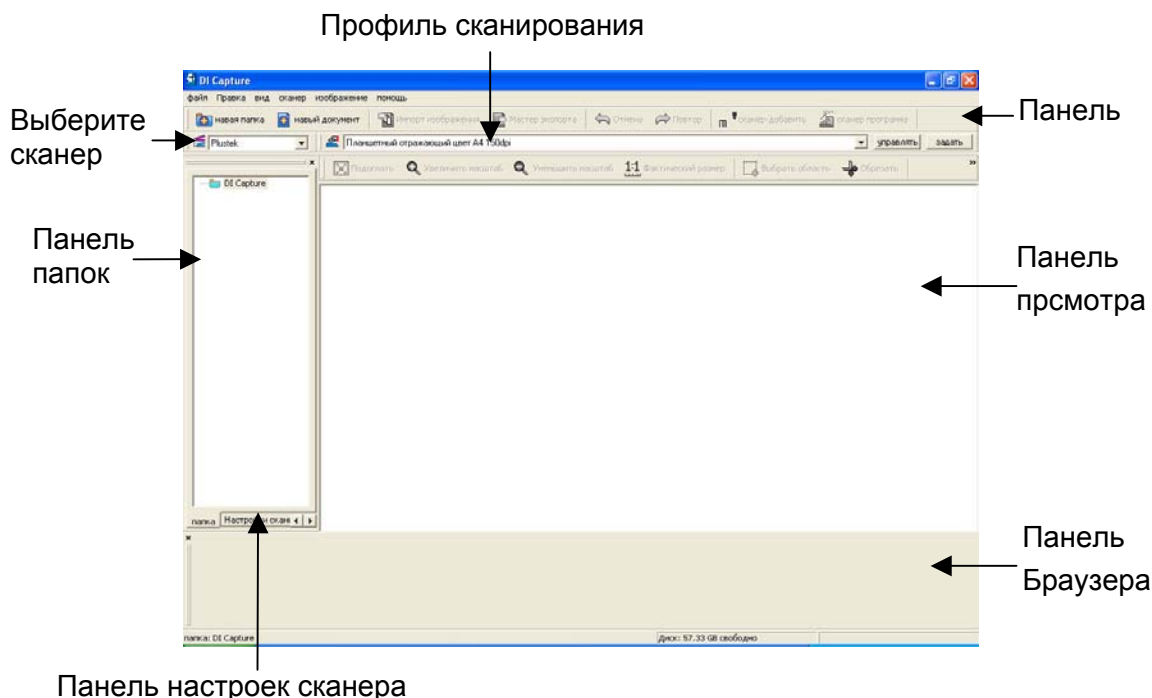 Профиль сканирования
DI Capture
файл Правка вид сканер изображение помощь
Выберите
сканер
новая папка новый документ Импорт изображения Мастер экспорта Отмена Повтор сканер-добавить сканер программа
Панель
Plustek Планшетный отражающий цвет A4 150dpi управлять задать
Подогнать Увеличить масштаб Уменьшить масштаб 1:1 Фактический размер Выбрать область Обрезать »
DI Capture
Панель
папок
Панель
прсмотра
папка Настройки скане
Панель
Браузера
папка: DI Capture Диск: 57.33 GB свободно
Панель настроек сканера